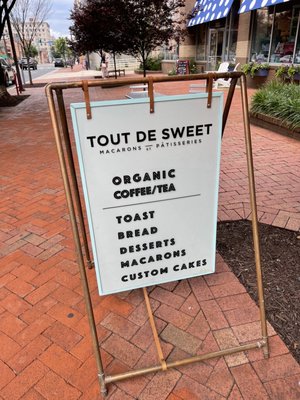 TOUT DE SWEET
MACARONS ET PÂTISSERIES
ORGANIC
COFFEE/TEA
TOAST
BREAD
DESSERTS
MACARONS
CUSTOM CAKES